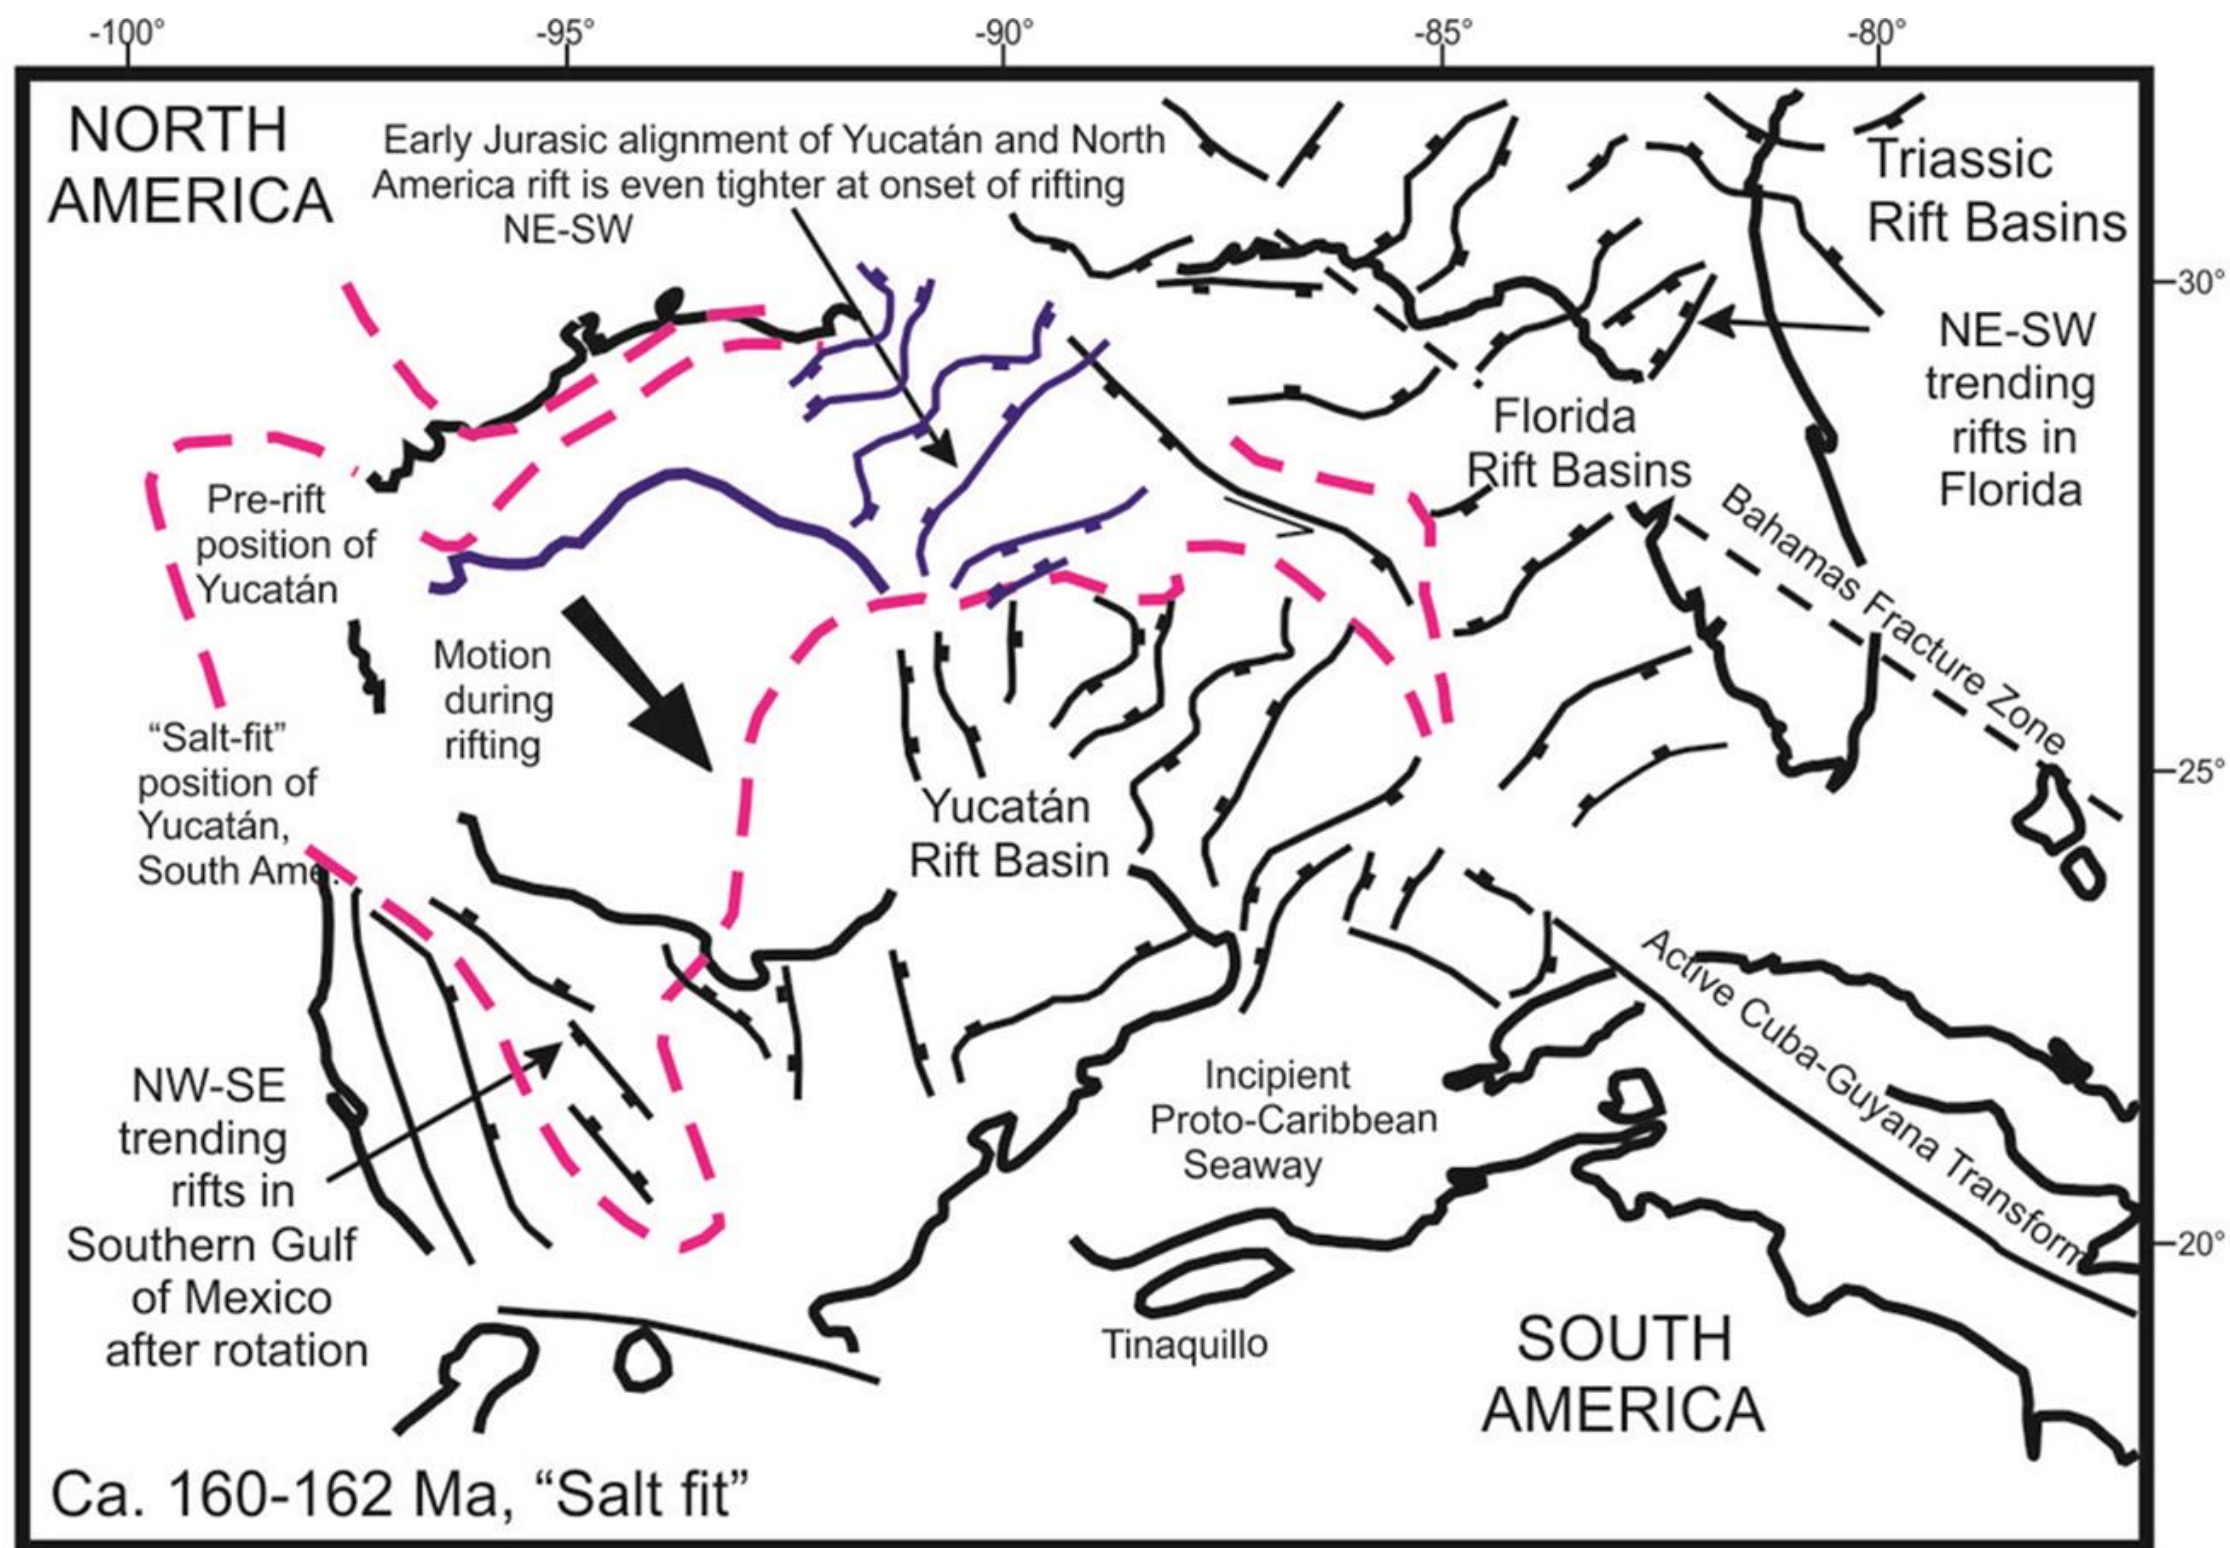 -100°
-95°
-90°
-85°
-80°
NORTH
AMERICA
Early Jurasic alignment of Yucatán and North
America rift is even tighter at onset of rifting
NE-SW
Triassic
Rift Basins
30°
NE-SW
trending
rifts in
Florida
Florida
Rift Basins
Bahamas Fracture Zone
Pre-rift
position of
Yucatán
Motion
during
rifting
"Salt-fit"
position of
Yucatán,
South Ame.
25°
Yucatán
Rift Basin
Active Cuba-Guyana Transform
NW-SE
trending
rifts in
Southern Gulf
of Mexico
after rotation
Incipient
Proto-Caribbean
Seaway
20°
Tinaquillo
SOUTH
AMERICA
Ca. 160-162 Ma, “Salt fit”